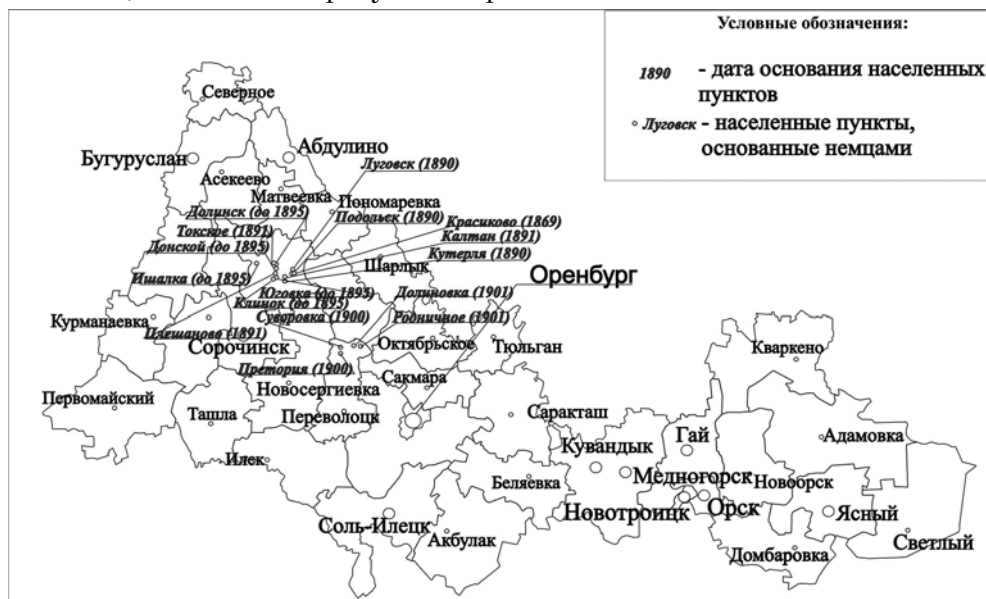 Условные обозначения:
1890 - дата основания населенных
пунктов
Луговск - населенные пункты,
основанные немцами
Северное
Бугуруслан
Абдулино
Луговск (1890)
Асекеево
Матвеевка
Долинск (до 1895)
Пономаревка
Подольск (1890)
Красиково (1869)
Токское (1891)
Калтан (1891)
Донской (до 1895)
Кутерля (1890)
Шарлык
Оренбург
Ишалка (до 1895)
Юговка (до 1895)
Долиновка (1901)
Клинок (до 1895)
Суворовка (1900)
Родничное (1901)
Курманаевка
Плешаново (1891)
Сорочинск
Октябрьское
Тюльган
Кваркено
Претория (1900)
Сакмара
Новосергиевка
Первомайский
Ташла
Переволоцк
Саракташ
Адамовка
Кувандык
Гай
Илек
Беляевка
Медногорск
Новоорск
Соль-Илецк
Новотроицк
Орск
Ясный
Акбулак
Домбаровка
Светлый